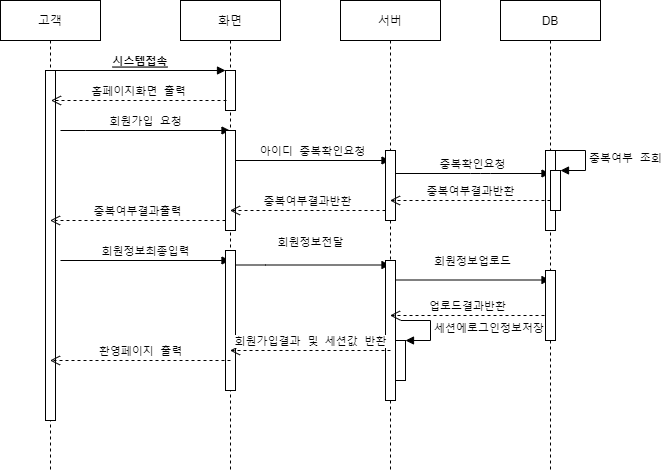 고객
화면
서버
DB
시스템접속
홈페이지화면 출력
회원가입 요청
아이디 중복확인요청
중복확인요청
중복여부 조회
중복여부결과반환
중복여부결과반환
중복여부결과출력
회원정보최종입력
회원정보전달
회원정보업로드
업로드결과반환
세션에로그인정보저장
회원가입결과 및 세션값 반환
환영페이지 출력